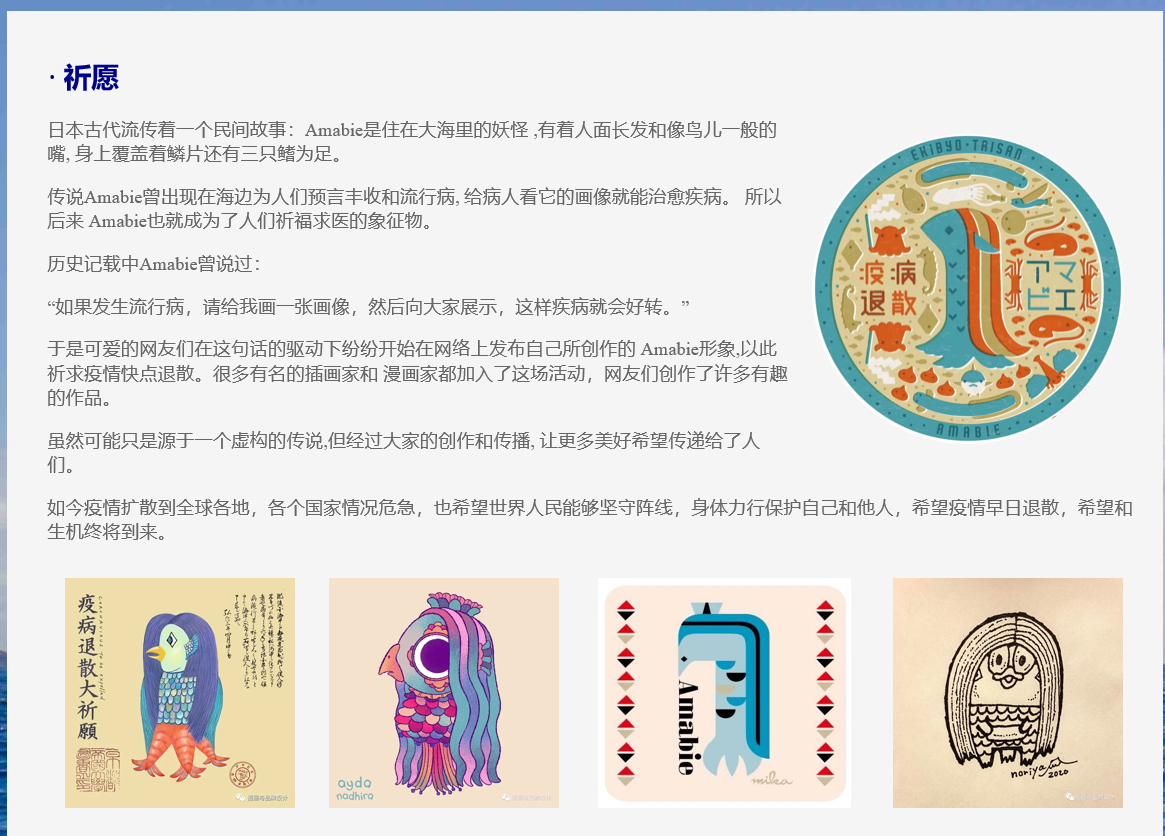 · 祈愿
日本古代流传着一个民间故事：Amabie是住在大海里的妖怪 ,有着人面长发和像鸟儿一般的
嘴, 身上覆盖着鳞片还有三只鳍为足。
传说Amabie曾出现在海边为人们预言丰收和流行病, 给病人看它的画像就能治愈疾病。 所以
后来 Amabie也就成为了人们祈福求医的象征物。
历史记载中Amabie曾说过：
“如果发生流行病，请给我画一张画像，然后向大家展示，这样疾病就会好转。”
于是可爱的网友们在这句话的驱动下纷纷开始在网络上发布自己所创作的 Amabie形象,以此
祈求疫情快点退散。很多有名的插画家和 漫画家都加入了这场活动，网友们创作了许多有趣
的作品。
虽然可能只是源于一个虚构的传说,但经过大家的创作和传播, 让更多美好希望传递给了人
们。
如今疫情扩散到全球各地，各个国家情况危急，也希望世界人民能够坚守阵线，身体力行保护自己和他人，希望疫情早日退散，希望和
生机终将到来。
EKIBYO·TAISAN
疫病
退散
アマ
ビエ
AMABIE
疫病退散大祈願
ayda
nadhira
Amabie
mika
noriyu
2020